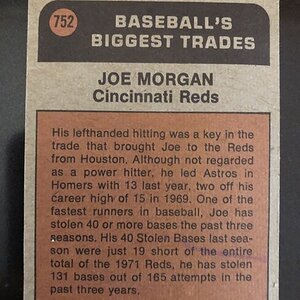 752
BASEBALL'S
BIGGEST TRADES
JOE MORGAN
Cincinnati Reds
His lefthanded hitting was a key in the
trade that brought Joe to the Reds
from Houston. Although not regarded
as a power hitter, he led Astros in
Homers with 13 last year, two off his
career high of 15 in 1969. One of the
fastest runners in baseball, Joe has
stolen 40 or more bases the past three
seasons. His 40 Stolen Bases last sea-
son were just 19 short of the entire
total of the 1971 Reds, he has stolen
131 bases out of 165 attempts in the
past three years.